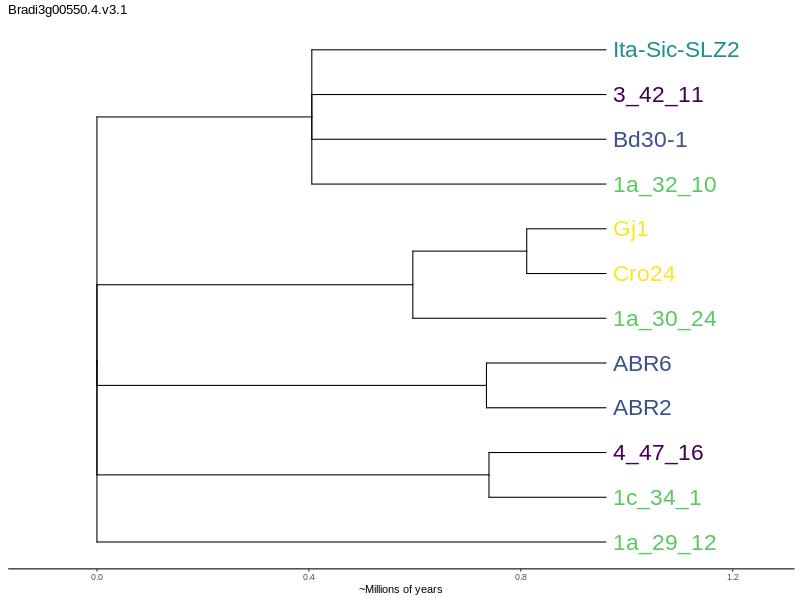 Bradi3g00550.4.v3.1
Ita-Sic-SLZ2
3_42_11
Bd30-1
1a_32_10
Gj1
Cro24
1a_30_24
ABR6
ABR2
4_47_16
1c_34_1
1a_29_12
0.0 0.4 0.8 1.2
~Millions of years